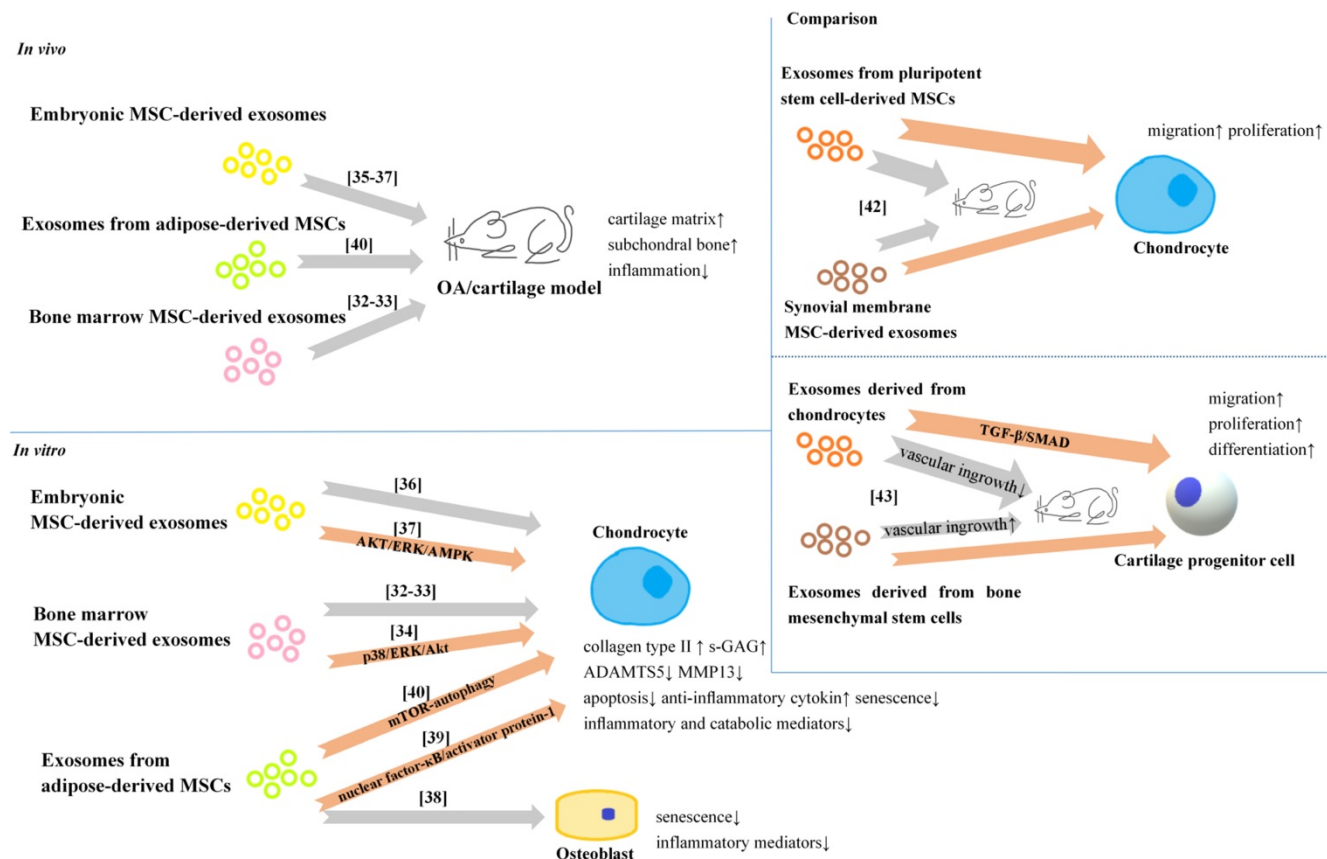 In vivo
Embryonic MSC-derived exosomes
[35-37]
Exosomes from adipose-derived MSCs
[40]
Bone marrow MSC-derived exosomes
[32-33]
OA/cartilage model
cartilage matrix↑
subchondral bone↑
inflammation↓
In vitro
Embryonic
MSC-derived exosomes
[36]
[37]
AKT/ERK/AMPK
Bone marrow
MSC-derived exosomes
[32-33]
[34]
p38/ERK/Akt
Exosomes from
adipose-derived MSCs
[40]
mTOR-autophagy
[39]
nuclear factor-κB/activator protein-1
[38]
Chondrocyte
collagen type II ↑ s-GAG↑
ADAMTS5↓ MMP13↓
apoptosis↓ anti-inflammatory cytokin↑ senescence↓
inflammatory and catabolic mediators↓
Osteoblast
senescence↓
inflammatory mediators↓
Comparison
Exosomes from pluripotent
stem cell-derived MSCs
[42]
Synovial membrane
MSC-derived exosomes
migration↑ proliferation↑
Chondrocyte
Exosomes derived from
chondrocytes
TGF-β/SMAD
vascular ingrowth↓
[43]
vascular ingrowth↑
Exosomes derived from bone
mesenchymal stem cells
migration↑
proliferation↑
differentiation↑
Cartilage progenitor cell